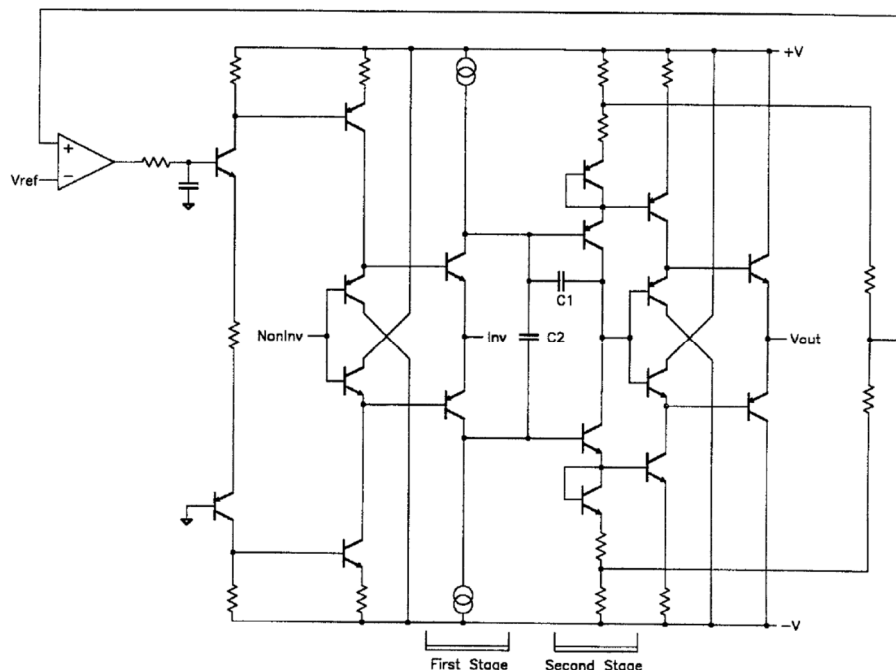 +V
+
Vref
−
C1
NonInv
Inv
C2
Vout
−V
First Stage
Second Stage